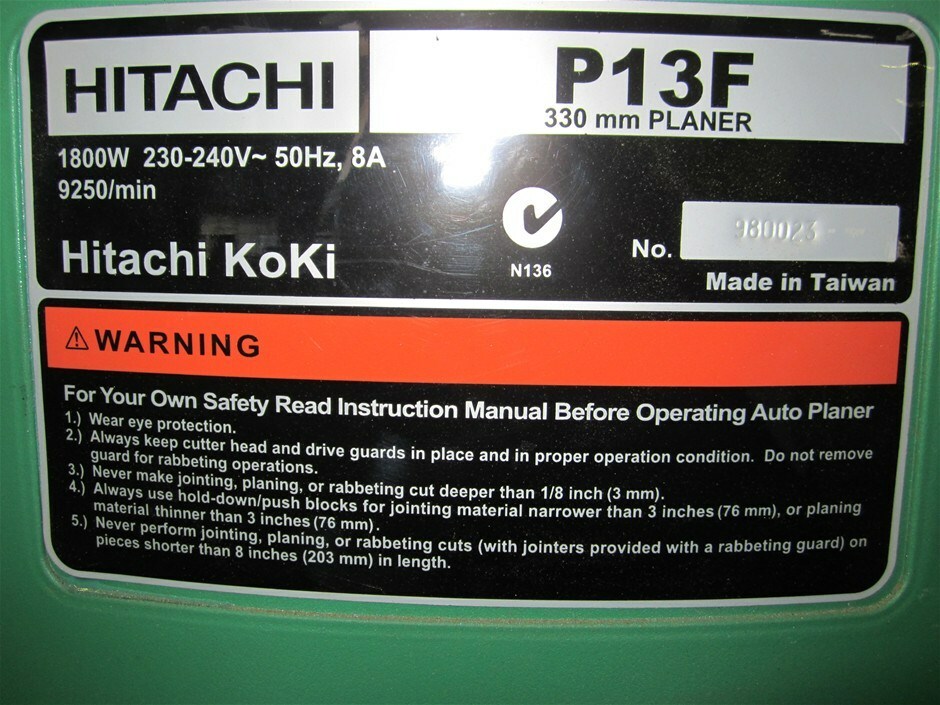 HITACHI
P13F
330 mm PLANER
1800W 230-240V~ 50Hz, 8A
9250/min
Hitachi KoKi
N136
No. 980023
Made in Taiwan
⚠WARNING
For Your Own Safety Read Instruction Manual Before Operating Auto Planer
1.) Wear eye protection.
2.) Always keep cutter head and drive guards in place and in proper operation condition. Do not remove
guard for rabbeting operations.
3.) Never make jointing, planing, or rabbeting cut deeper than 1/8 inch (3 mm).
4.) Always use hold-down/push blocks for jointing material narrower than 3 inches (76 mm), or planing
material thinner than 3 inches (76 mm).
5.) Never perform jointing, planing, or rabbeting cuts (with jointers provided with a rabbeting guard) on
pieces shorter than 8 inches (203 mm) in length.